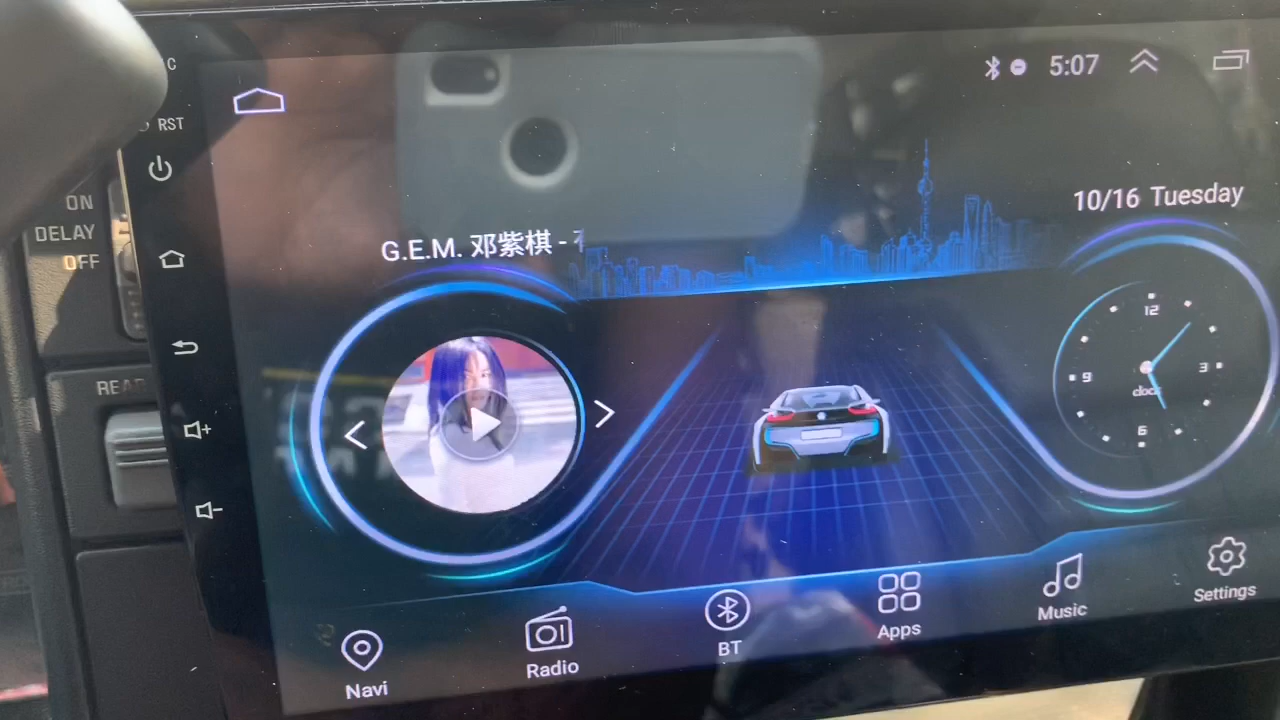 RST
ON
DELAY
OFF
REAR
5:07
10/16 Tuesday
G.E.M. 邓紫棋 -
12
3
6
9
clock
Navi
Radio
BT
Apps
Music
Settings